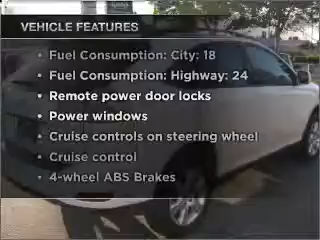 VEHICLE FEATURES
• Fuel Consumption: City: 18
• Fuel Consumption: Highway: 24
• Remote power door locks
• Power windows
• Cruise controls on steering wheel
• Cruise control
• 4-wheel ABS Brakes